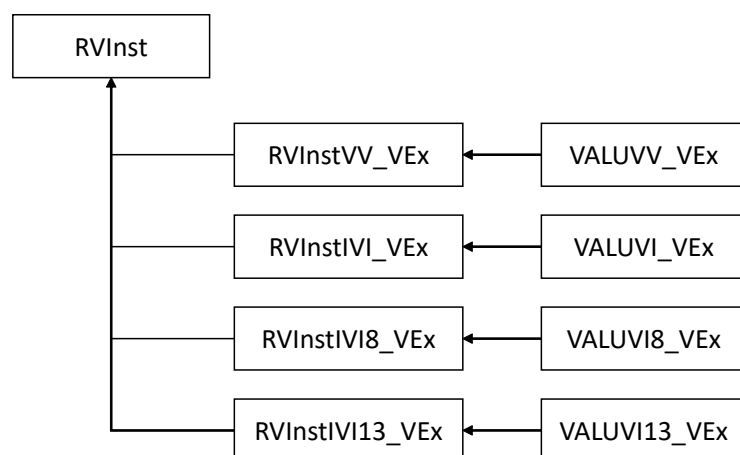 RVInst
RVInstVV_VEx
VALUVV_VEx
RVInstIVI_VEx
VALUVI_VEx
RVInstIVI8_VEx
VALUVI8_VEx
RVInstIVI13_VEx
VALUVI13_VEx